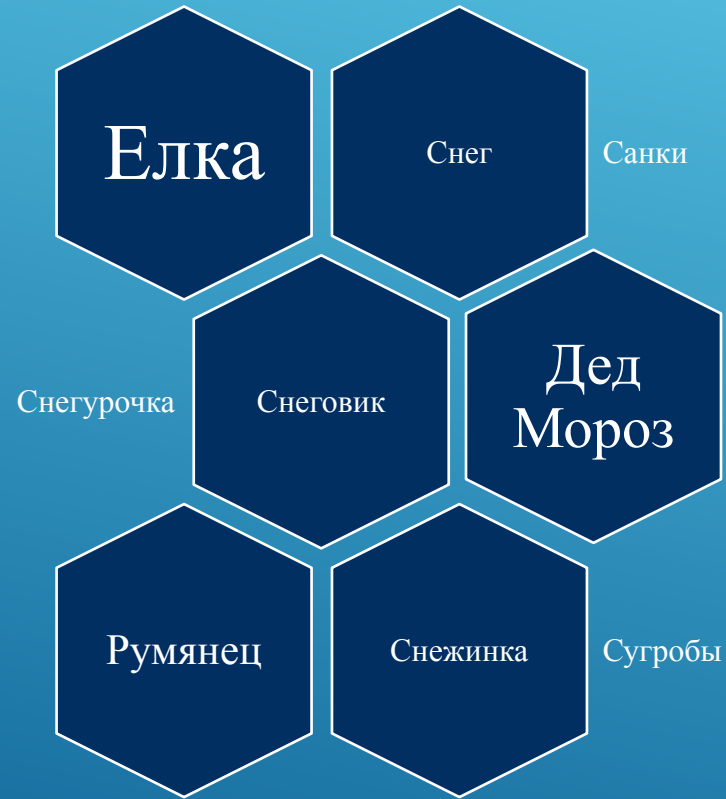 Елка
Снег
Санки
Снегурочка
Снеговик
Дед
Мороз
Румянец
Снежинка
Сугробы